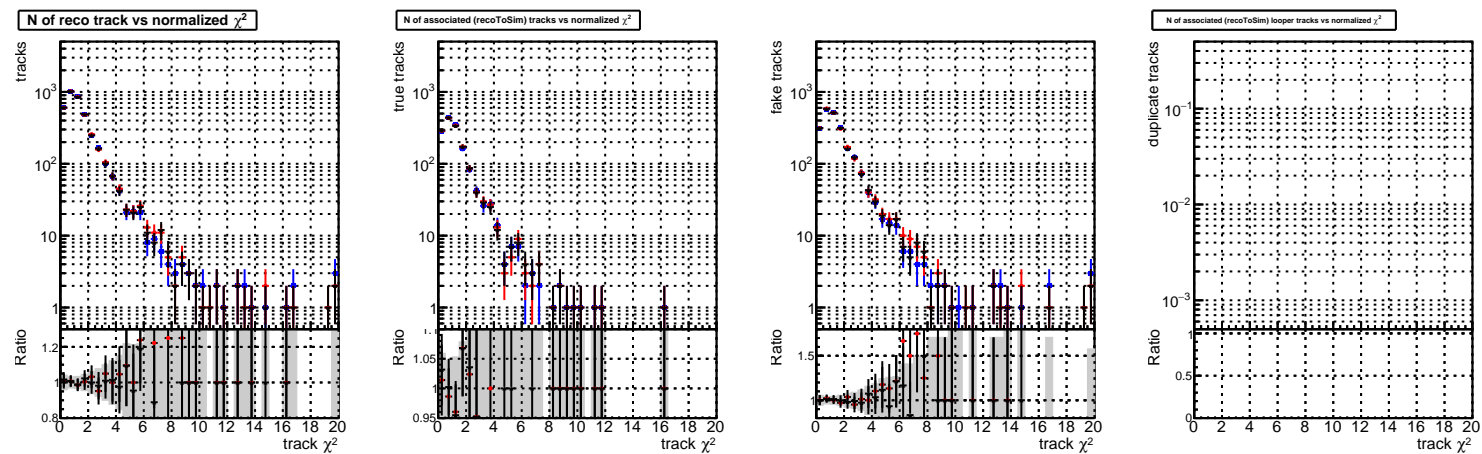 N of reco track vs normalized χ²
tracks
10³
10²
10
1
Ratio
1.2
1
0.8
0 2 4 6 8 10 12 14 16 18 20
track χ²
N of associated (recoToSim) tracks vs normalized χ²
true tracks
10³
10²
10
1
Ratio
1.05
1
0.95
0 2 4 6 8 10 12 14 16 18 20
track χ²
fake tracks
10³
10²
10
1
Ratio
1.5
1
0 2 4 6 8 10 12 14 16 18 20
track χ²
N of associated (recoToSim) looper tracks vs normalized χ²
duplicate tracks
10⁻¹
10⁻²
10⁻³
Ratio
1
0.5
0
0 2 4 6 8 10 12 14 16 18 20
track χ²